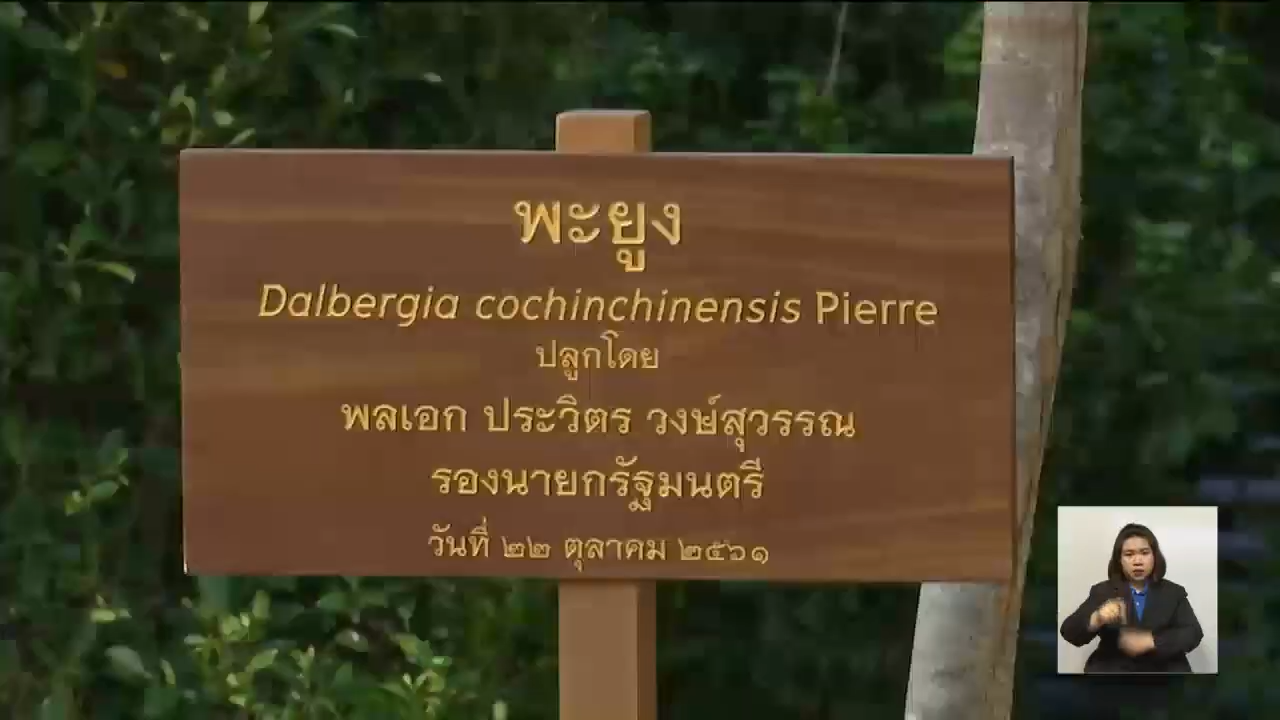 พะยูง
Dalbergia cochinchinensis Pierre
ปลูกโดย
พลเอก ประวิตร วงษ์สุวรรณ
รองนายกรัฐมนตรี
วันที่ ๒๒ ตุลาคม ๒๕๖๑